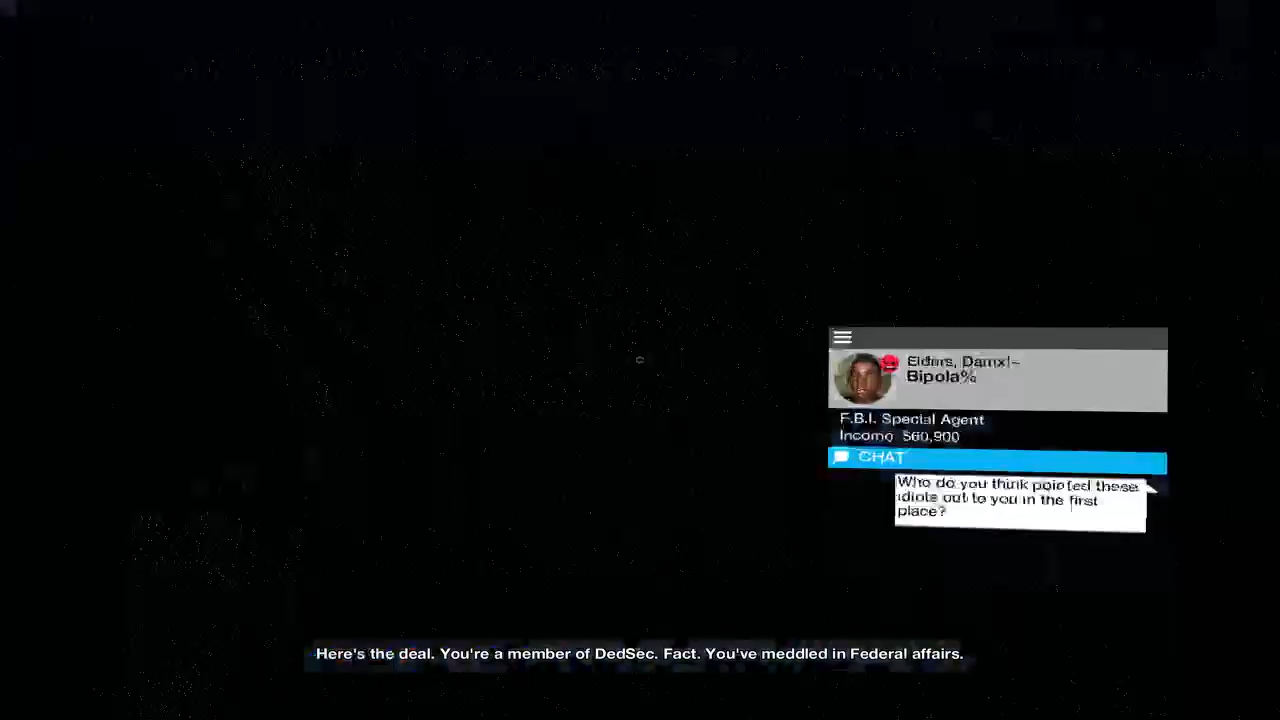 Elders, Damxl~
Bipola%
F.B.I. Special Agent
Income $60,900
CHAT
Who do you think pointed these
idiots out to you in the first
place?
Here's the deal. You're a member of DedSec. Fact. You've meddled in Federal affairs.